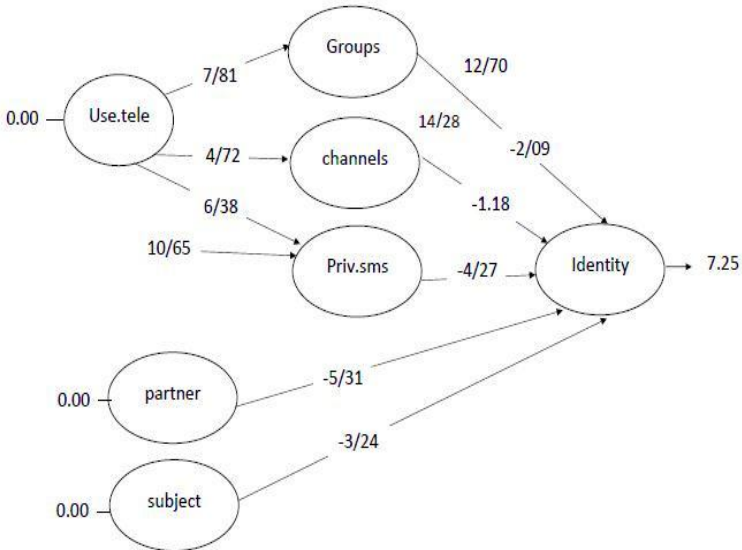 Groups
12/70
7/81
0.00
Use.tele
14/28
channels
4/72
-2/09
6/38
-1.18
10/65
Priv.sms
-4/27
Identity
7.25
partner
-5/31
0.00
-3/24
subject
0.00